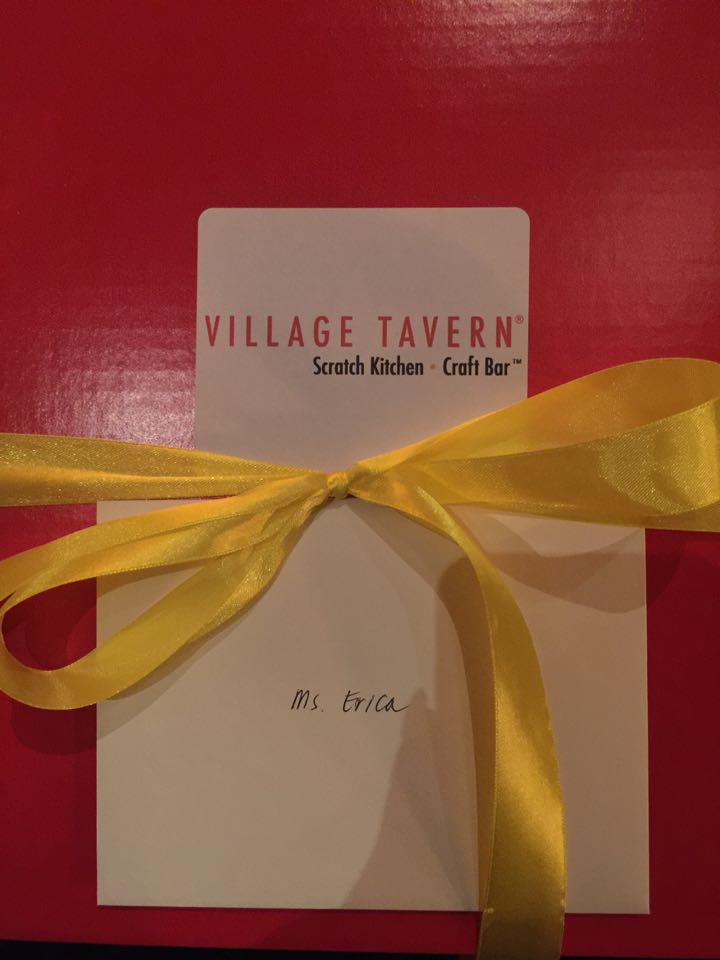 VILLAGE TAVERN®
Scratch Kitchen • Craft Bar™
Ms. Erica